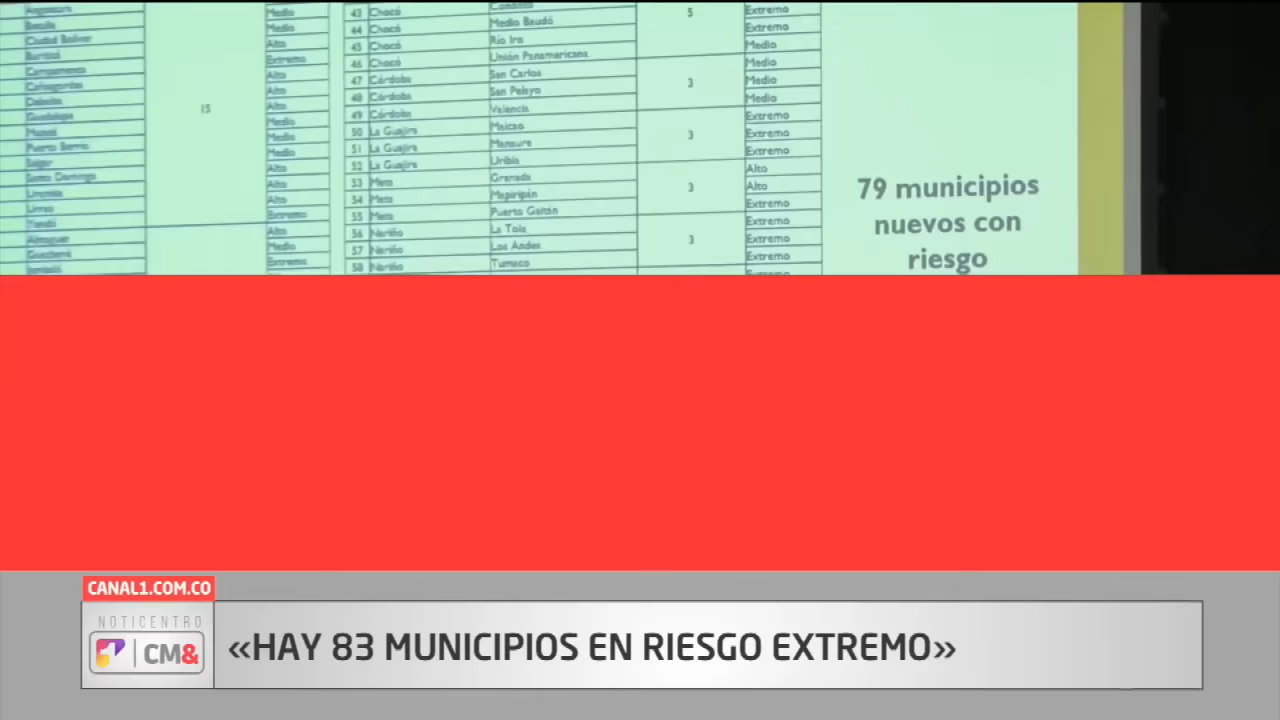 Medio
Medio
Alto
Extremo
Alto
Alto
Alto
Medio
Medio
Alto
Alto
Alto
Extremo
Alto
Medio
Extremo
Ciudad Bolívar
Puerto Berrío
Santo Domingo
15
43 Chocó
44 Chocó Medio Baudó
45 Chocó Río Iro
46 Chocó Unión Panamericana
47 Córdoba San Carlos
48 Córdoba San Pelayo
49 Córdoba Valencia
50 La Guajira Maicao
51 La Guajira Manaure
52 La Guajira Uribia
53 Meta Granada
54 Meta Mapiripán
55 Meta Puerto Gaitán
56 Nariño La Tola
57 Nariño Los Andes
58 Nariño Tumaco
5
3
3
3
3
Extremo
Extremo
Medio
Medio
Medio
Medio
Extremo
Extremo
Extremo
Alto
Alto
Extremo
Extremo
Extremo
Extremo
79 municipios
nuevos con
riesgo
CANAL1.COM.CO
NOTICENTRO
1 | CM&
«HAY 83 MUNICIPIOS EN RIESGO EXTREMO»